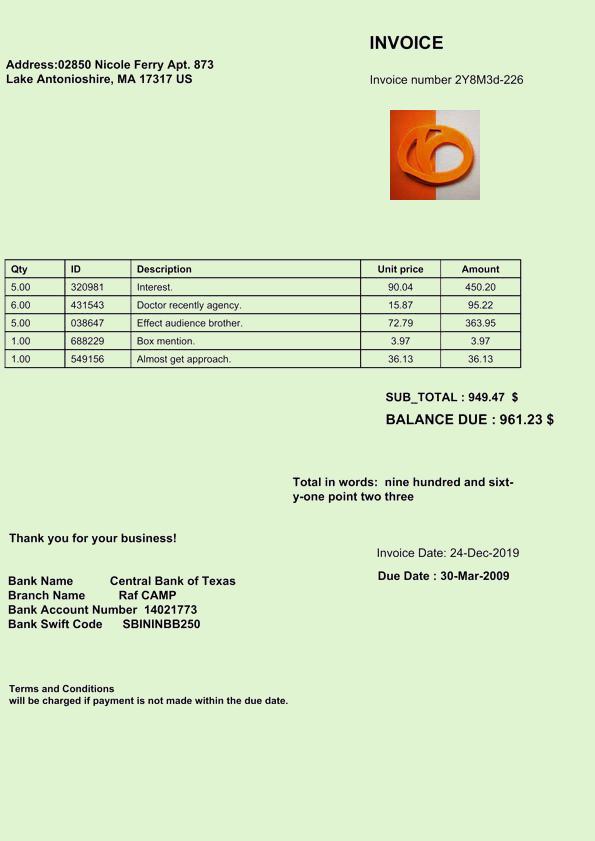 INVOICE
Address:02850 Nicole Ferry Apt. 873
Lake Antonioshire, MA 17317 US
Invoice number 2Y8M3d-226
Qty ID Description Unit price Amount
5.00 320981 Interest. 90.04 450.20
6.00 431543 Doctor recently agency. 15.87 95.22
5.00 038647 Effect audience brother. 72.79 363.95
1.00 688229 Box mention. 3.97 3.97
1.00 549156 Almost get approach. 36.13 36.13
SUB_TOTAL : 949.47 $
BALANCE DUE : 961.23 $
Total in words: nine hundred and sixt-
y-one point two three
Thank you for your business!
Invoice Date: 24-Dec-2019
Due Date : 30-Mar-2009
Bank Name Central Bank of Texas
Branch Name Raf CAMP
Bank Account Number 14021773
Bank Swift Code SBININBB250
Terms and Conditions
will be charged if payment is not made within the due date.